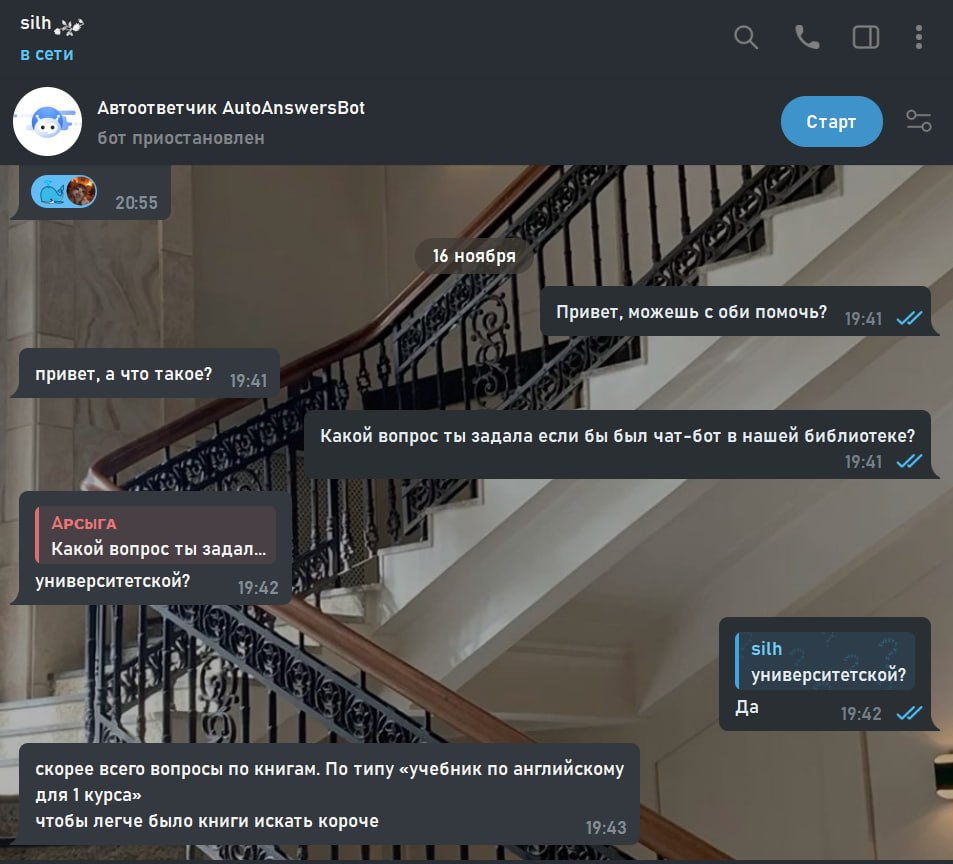 silh
в сети
Автоответчик AutoAnswersBot
бот приостановлен
Старт
20:55
16 ноября
Привет, можешь с оби помочь? 19:41
привет, а что такое? 19:41
Какой вопрос ты задала если бы был чат-бот в нашей библиотеке?
19:41
Арсыга
Какой вопрос ты задал...
университетской? 19:42
silh
университетской?
Да 19:42
скорее всего вопросы по книгам. По типу «учебник по английскому
для 1 курса»
чтобы легче было книги искать короче
19:43